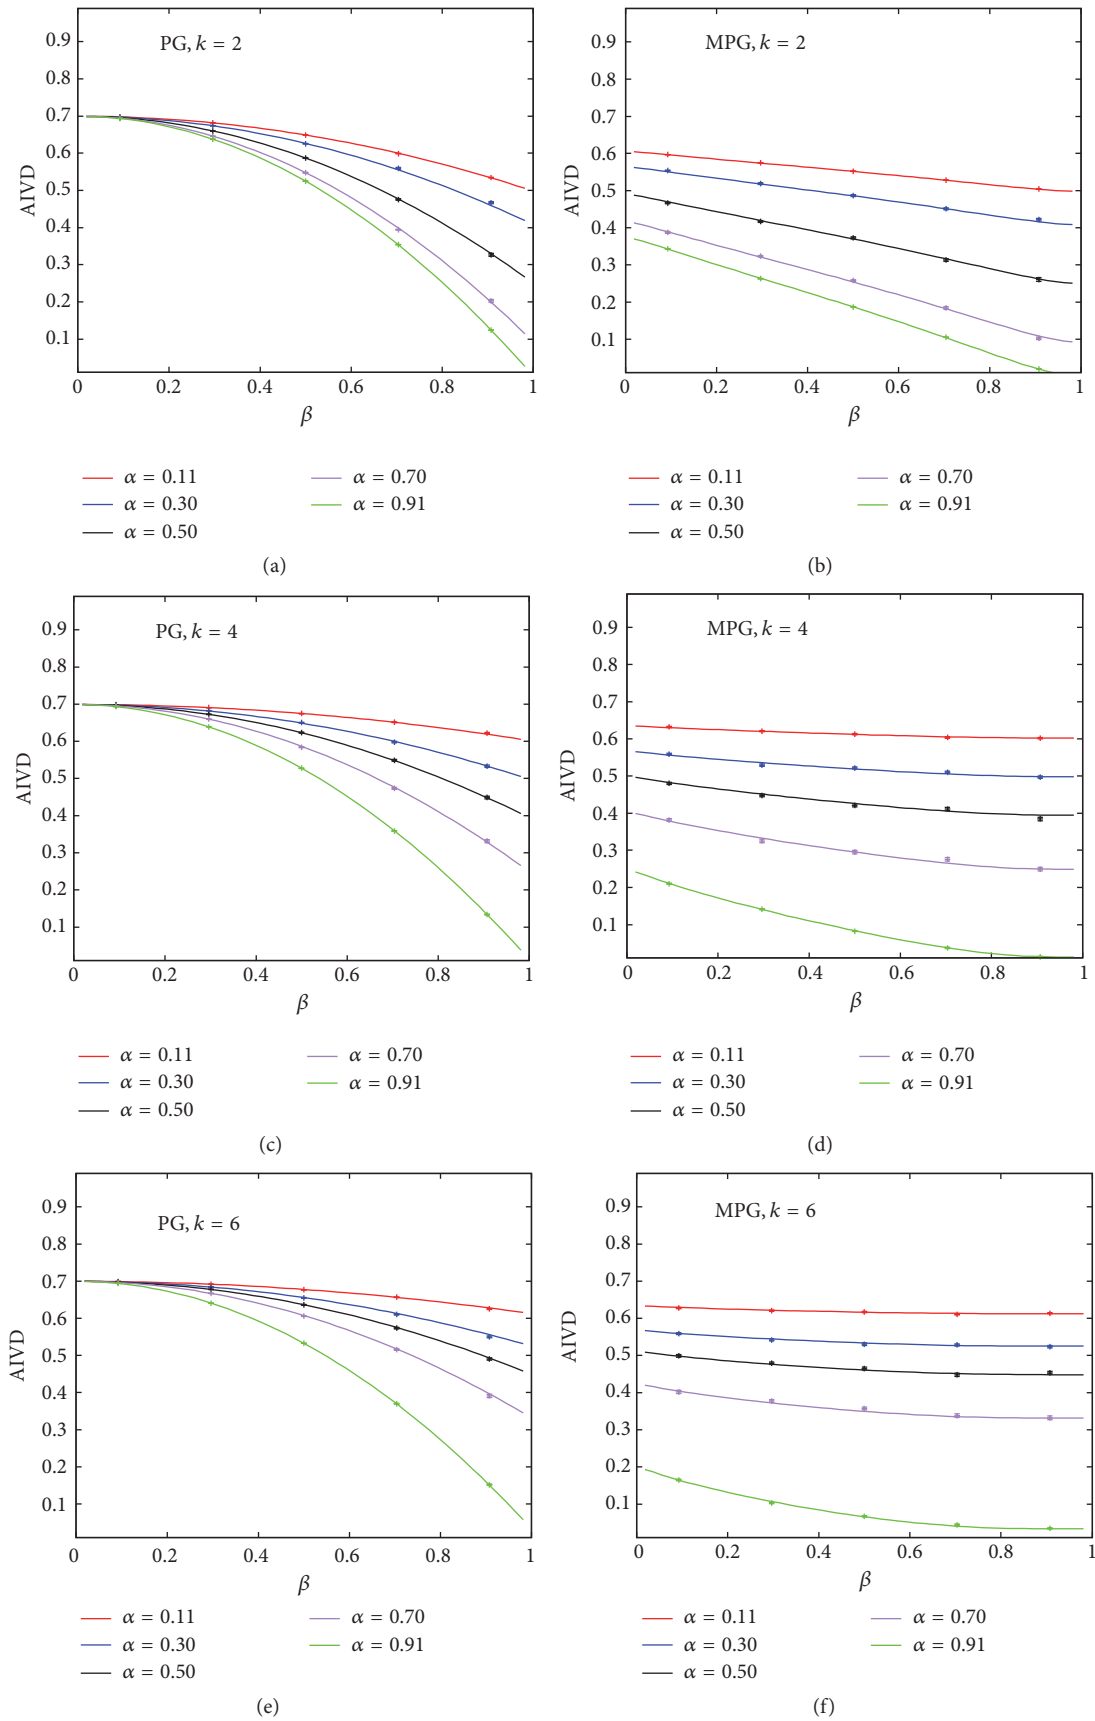 PG, k = 2
0.9
0.8
0.7
0.6
0.5
0.4
0.3
0.2
0.1
AIVD
0 0.2 0.4 0.6 0.8 1
β
α = 0.11
α = 0.30
α = 0.50
α = 0.70
α = 0.91
(a)
MPG, k = 2
0.9
0.8
0.7
0.6
0.5
0.4
0.3
0.2
0.1
AIVD
0 0.2 0.4 0.6 0.8 1
β
α = 0.11
α = 0.30
α = 0.50
α = 0.70
α = 0.91
(b)
PG, k = 4
0.9
0.8
0.7
0.6
0.5
0.4
0.3
0.2
0.1
AIVD
0 0.2 0.4 0.6 0.8 1
β
α = 0.11
α = 0.30
α = 0.50
α = 0.70
α = 0.91
(c)
MPG, k = 4
0.9
0.8
0.7
0.6
0.5
0.4
0.3
0.2
0.1
AIVD
0 0.2 0.4 0.6 0.8 1
β
α = 0.11
α = 0.30
α = 0.50
α = 0.70
α = 0.91
(d)
PG, k = 6
0.9
0.8
0.7
0.6
0.5
0.4
0.3
0.2
0.1
AIVD
0 0.2 0.4 0.6 0.8 1
β
α = 0.11
α = 0.30
α = 0.50
α = 0.70
α = 0.91
(e)
MPG, k = 6
0.9
0.8
0.7
0.6
0.5
0.4
0.3
0.2
0.1
AIVD
0 0.2 0.4 0.6 0.8 1
β
α = 0.11
α = 0.30
α = 0.50
α = 0.70
α = 0.91
(f)